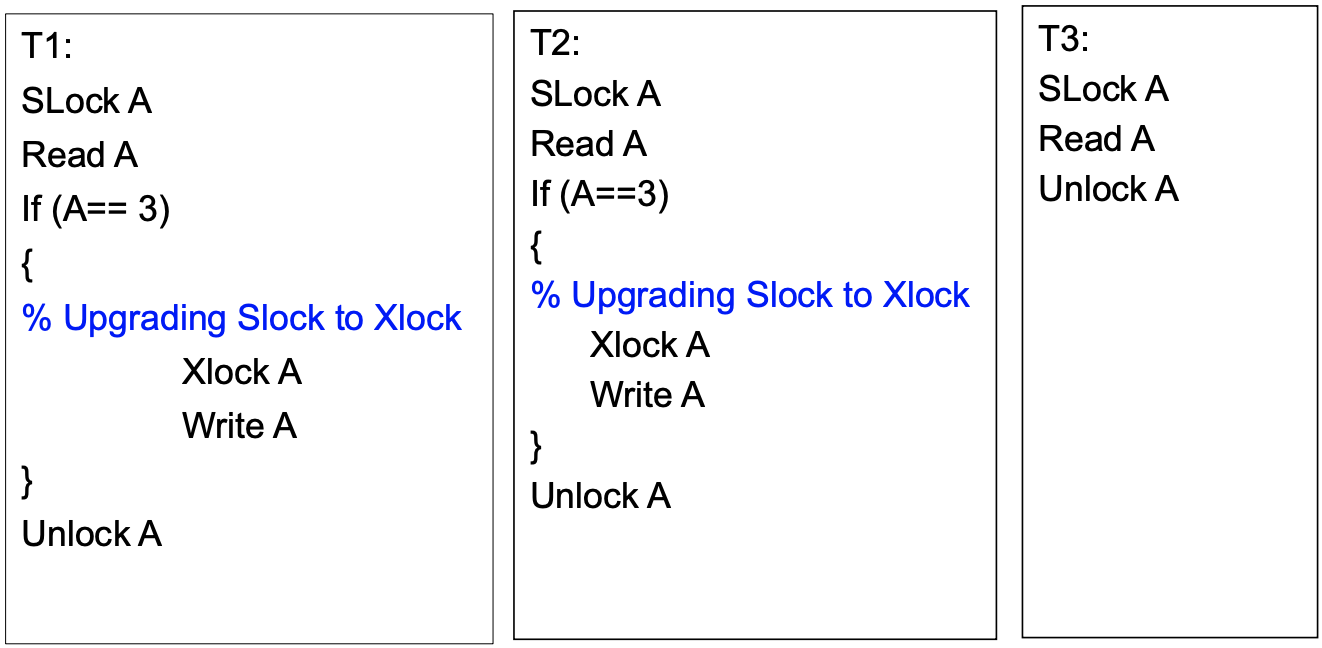 T1:
SLock A
Read A
If (A== 3)
{
% Upgrading Slock to Xlock
Xlock A
Write A
}
Unlock A
T2:
SLock A
Read A
If (A==3)
{
% Upgrading Slock to Xlock
Xlock A
Write A
}
Unlock A
T3:
SLock A
Read A
Unlock A